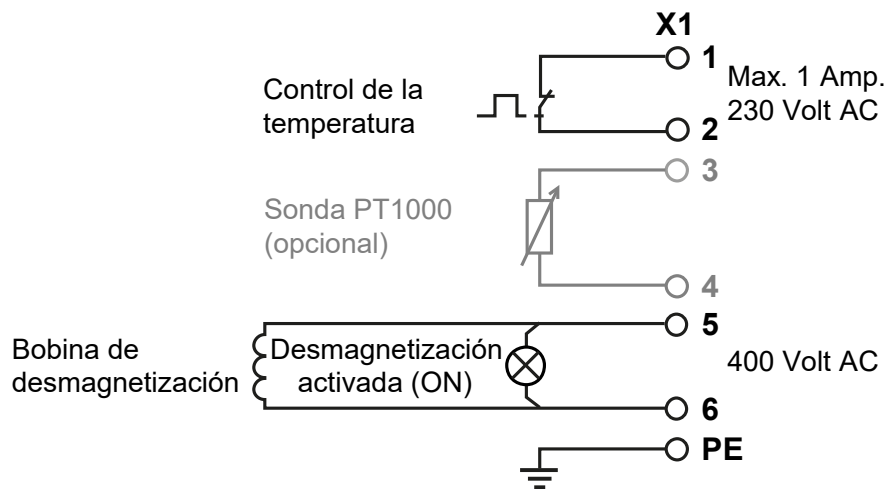 X1
1
Control de la
temperatura
Max. 1 Amp.
230 Volt AC
2
3
Sonda PT1000
(opcional)
4
5
Bobina de
desmagnetización
Desmagnetización
activada (ON)
400 Volt AC
6
PE